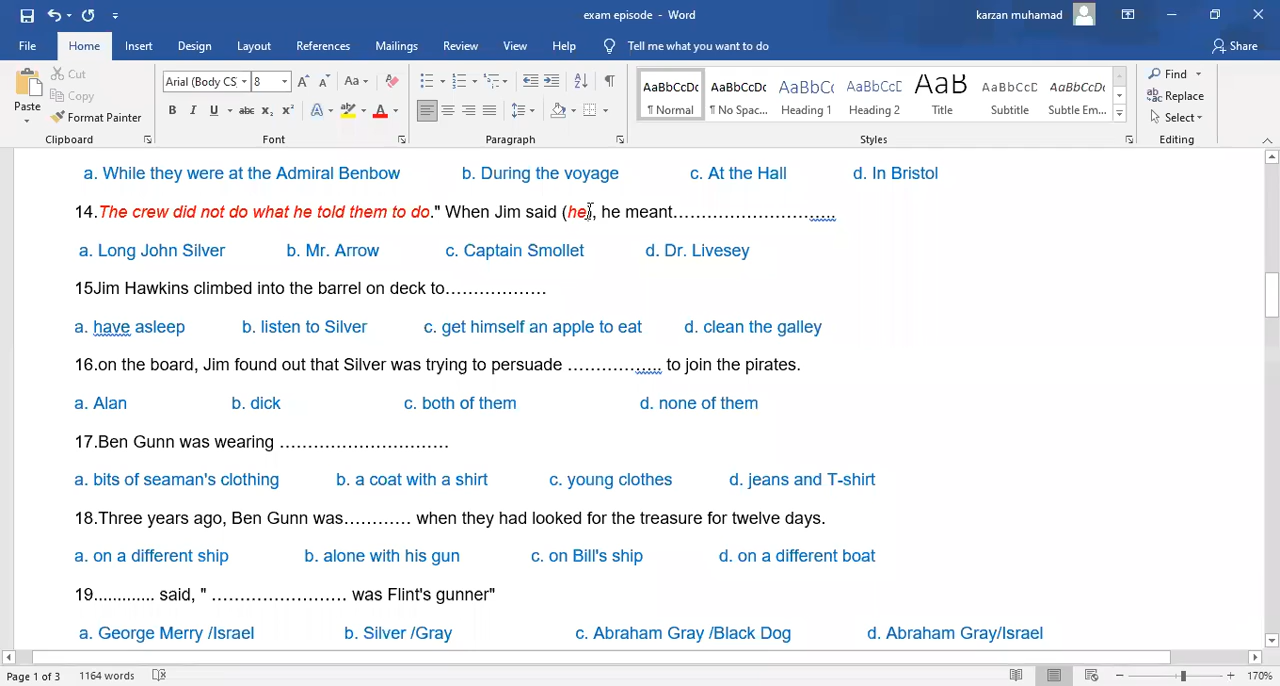 exam episode - Word
karzan muhamad
File Home Insert Design Layout References Mailings Review View Help Tell me what you want to do Share
Paste
Cut
Copy
Format Painter
Clipboard
Arial (Body CS 8
Font
Paragraph
AaBbCcDc ¶ Normal
AaBbCcDc ¶ No Spac...
AaBbCc Heading 1
AaBbCcD Heading 2
AaB Title
AaBbCcD Subtitle
AaBbCcDc Subtle Em...
Styles
Find
Replace
Select
Editing
a. While they were at the Admiral Benbow b. During the voyage c. At the Hall d. In Bristol
14.The crew did not do what he told them to do." When Jim said (he), he meant………………………..
a. Long John Silver b. Mr. Arrow c. Captain Smollet d. Dr. Livesey
15Jim Hawkins climbed into the barrel on deck to………………
a. have asleep b. listen to Silver c. get himself an apple to eat d. clean the galley
16.on the board, Jim found out that Silver was trying to persuade …………….. to join the pirates.
a. Alan b. dick c. both of them d. none of them
17.Ben Gunn was wearing …………………………
a. bits of seaman's clothing b. a coat with a shirt c. young clothes d. jeans and T-shirt
18.Three years ago, Ben Gunn was………… when they had looked for the treasure for twelve days.
a. on a different ship b. alone with his gun c. on Bill's ship d. on a different boat
19............ said, " …………………… was Flint's gunner"
a. George Merry /Israel b. Silver /Gray c. Abraham Gray /Black Dog d. Abraham Gray/Israel
Page 1 of 3 1164 words 170%